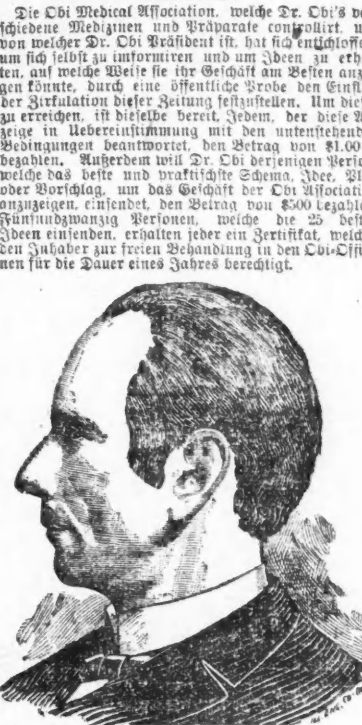 Die Obi Medical Association, welche Dr. Obi's ve
schiedene Medizinen und Präparate controllirt, u
von welcher Dr. Obi Präsident ist, hat sich entschlosse
um sich selbst zu imformiren und um Ideen zu erh
ten, auf welche Weise sie ihr Geschäft am Besten anz
gen könnte, durch eine öffentliche Probe den Einfl
der Zirkulation dieser Zeitung festzustellen. Um die
zu erreichen, ist dieselbe bereit, Jedem, der diese A
zeige in Uebereinstimmung mit den untenstehend
Bedingungen beantwortet, den Betrag von $1.00
bezahlen. Außerdem will Dr. Obi derjenigen Perso
welche das beste und praktischste Schema, Idee, Pl
oder Vorschlag, um das Geschäft der Obi Associati
anzuzeigen, einsendet, den Betrag von $500 bezahle
Fünfundzwanzig Personen, welche die 25 best
Ideen einsenden, erhalten jeder ein Zertifikat, welch
den Inhaber zur freien Behandlung in den Obi-Offi
nen für die Dauer eines Jahres berechtigt.
ENG. CO.